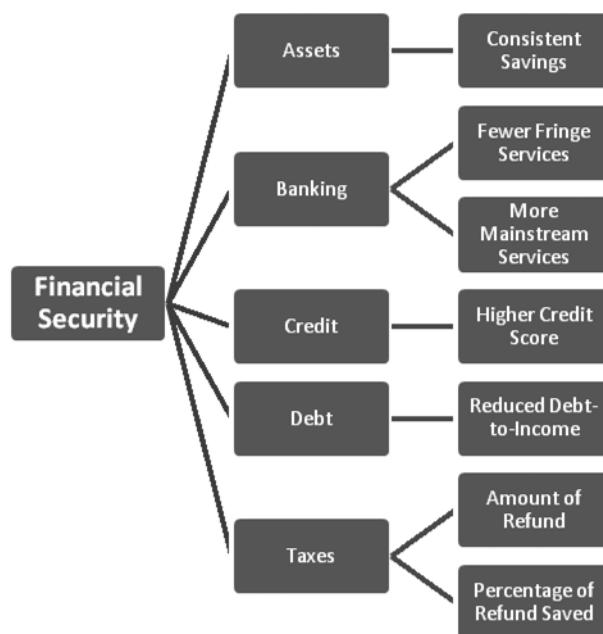 Assets
Consistent
Savings
Fewer Fringe
Services
Banking
More
Mainstream
Services
Financial
Security
Credit
Higher Credit
Score
Debt
Reduced Debt-
to-Income
Amount of
Refund
Taxes
Percentage of
Refund Saved